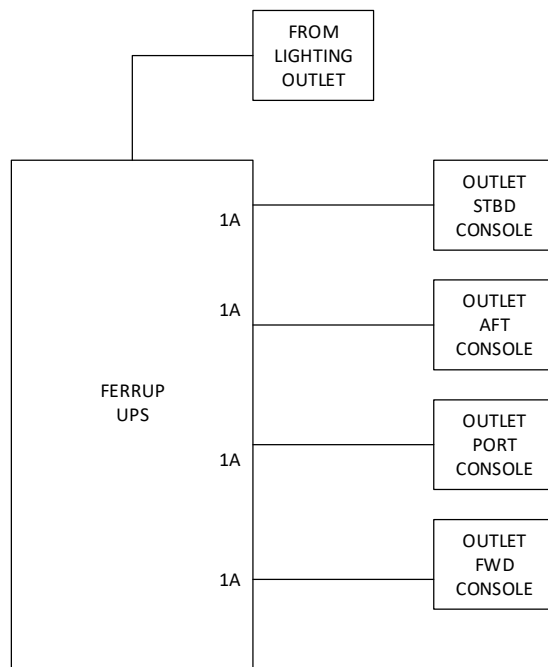 FROM
LIGHTING
OUTLET
1A
OUTLET
STBD
CONSOLE
1A
OUTLET
AFT
CONSOLE
FERRUP
UPS
1A
OUTLET
PORT
CONSOLE
1A
OUTLET
FWD
CONSOLE